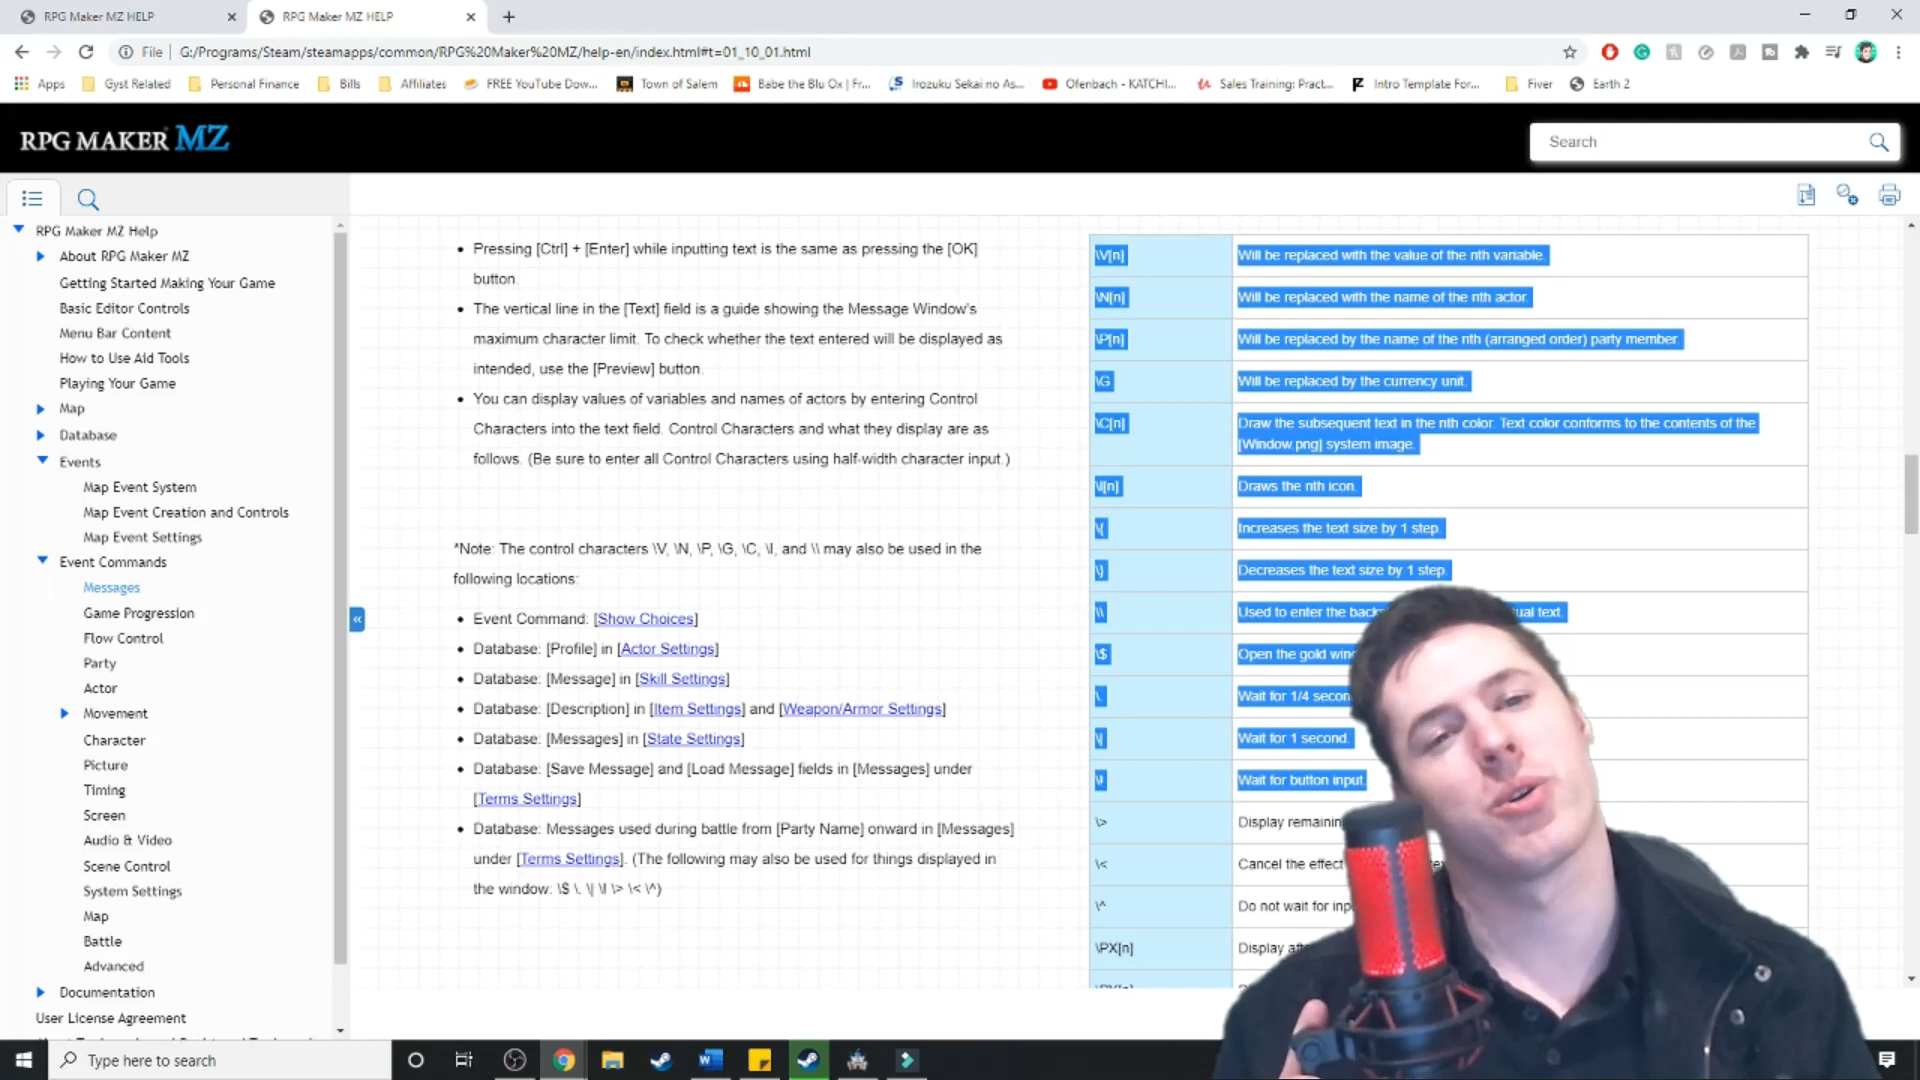 RPG Maker MZ HELP
RPG Maker MZ HELP
File
G:/Programs/Steam/steamapps/common/RPG%20Maker%20MZ/help-en/index.html#t=01_10_01.html
Apps
Gyst Related
Personal Finance
Bills
Affiliates
FREE YouTube Dow...
Town of Salem
Babe the Blu Ox | Fr...
Irozuku Sekai no As...
Ofenbach - KATCHI...
Sales Training: Pract...
Intro Template For...
Fiver
Earth 2
RPG MAKER MZ
Search
RPG Maker MZ Help
About RPG Maker MZ
Getting Started Making Your Game
Basic Editor Controls
Menu Bar Content
How to Use Aid Tools
Playing Your Game
Map
Database
Events
Map Event System
Map Event Creation and Controls
Map Event Settings
Event Commands
Messages
Game Progression
Flow Control
Party
Actor
Movement
Character
Picture
Timing
Screen
Audio & Video
Scene Control
System Settings
Map
Battle
Advanced
Documentation
User License Agreement
• Pressing [Ctrl] + [Enter] while inputting text is the same as pressing the [OK]
button.
• The vertical line in the [Text] field is a guide showing the Message Window's
maximum character limit. To check whether the text entered will be displayed as
intended, use the [Preview] button.
• You can display values of variables and names of actors by entering Control
Characters into the text field. Control Characters and what they display are as
follows. (Be sure to enter all Control Characters using half-width character input.)
*Note: The control characters \V, \N, \P, \G, \C, \I, and \\ may also be used in the
following locations:
• Event Command: [Show Choices]
• Database: [Profile] in [Actor Settings]
• Database: [Message] in [Skill Settings]
• Database: [Description] in [Item Settings] and [Weapon/Armor Settings]
• Database: [Messages] in [State Settings]
• Database: [Save Message] and [Load Message] fields in [Messages] under
[Terms Settings]
• Database: Messages used during battle from [Party Name] onward in [Messages]
under [Terms Settings]. (The following may also be used for things displayed in
the window: \$ \. \| \! \> \< \^)
\V[n] Will be replaced with the value of the nth variable.
\N[n] Will be replaced with the name of the nth actor.
\P[n] Will be replaced by the name of the nth (arranged order) party member.
\G Will be replaced by the currency unit.
\C[n] Draw the subsequent text in the nth color. Text color conforms to the contents of the
[Window.png] system image.
\I[n] Draws the nth icon.
\{ Increases the text size by 1 step.
\} Decreases the text size by 1 step.
\\ Used to enter the backs ual text.
\$ Open the gold win
\. Wait for 1/4 secon
\| Wait for 1 second.
\! Wait for button input.
\> Display remainin
\< Cancel the effect
\^ Do not wait for inp
\PX[n] Display
Type here to search